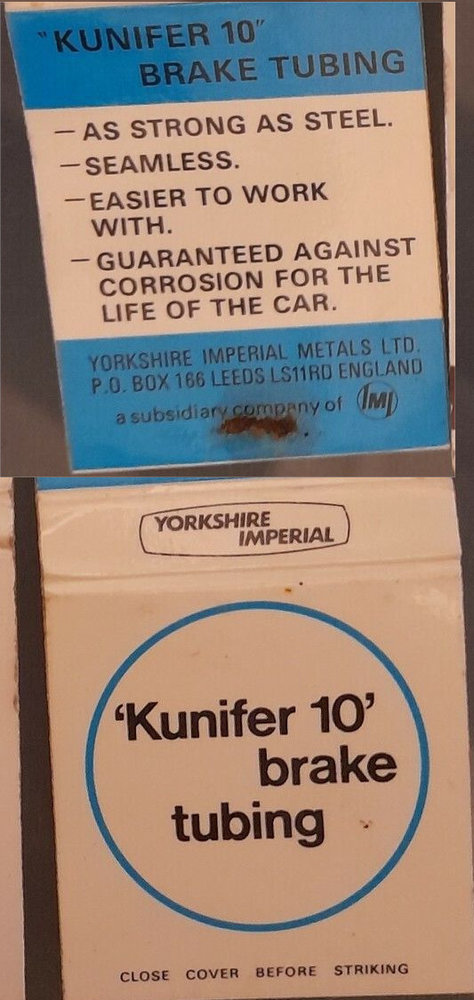 "KUNIFER 10"
BRAKE TUBING
— AS STRONG AS STEEL.
— SEAMLESS.
— EASIER TO WORK
WITH.
— GUARANTEED AGAINST
CORROSION FOR THE
LIFE OF THE CAR.
YORKSHIRE IMPERIAL METALS LTD.
P.O. BOX 166 LEEDS LS11RD ENGLAND
a subsidiary company of IMI
YORKSHIRE
IMPERIAL
‘Kunifer 10’
brake
tubing
CLOSE COVER BEFORE STRIKING